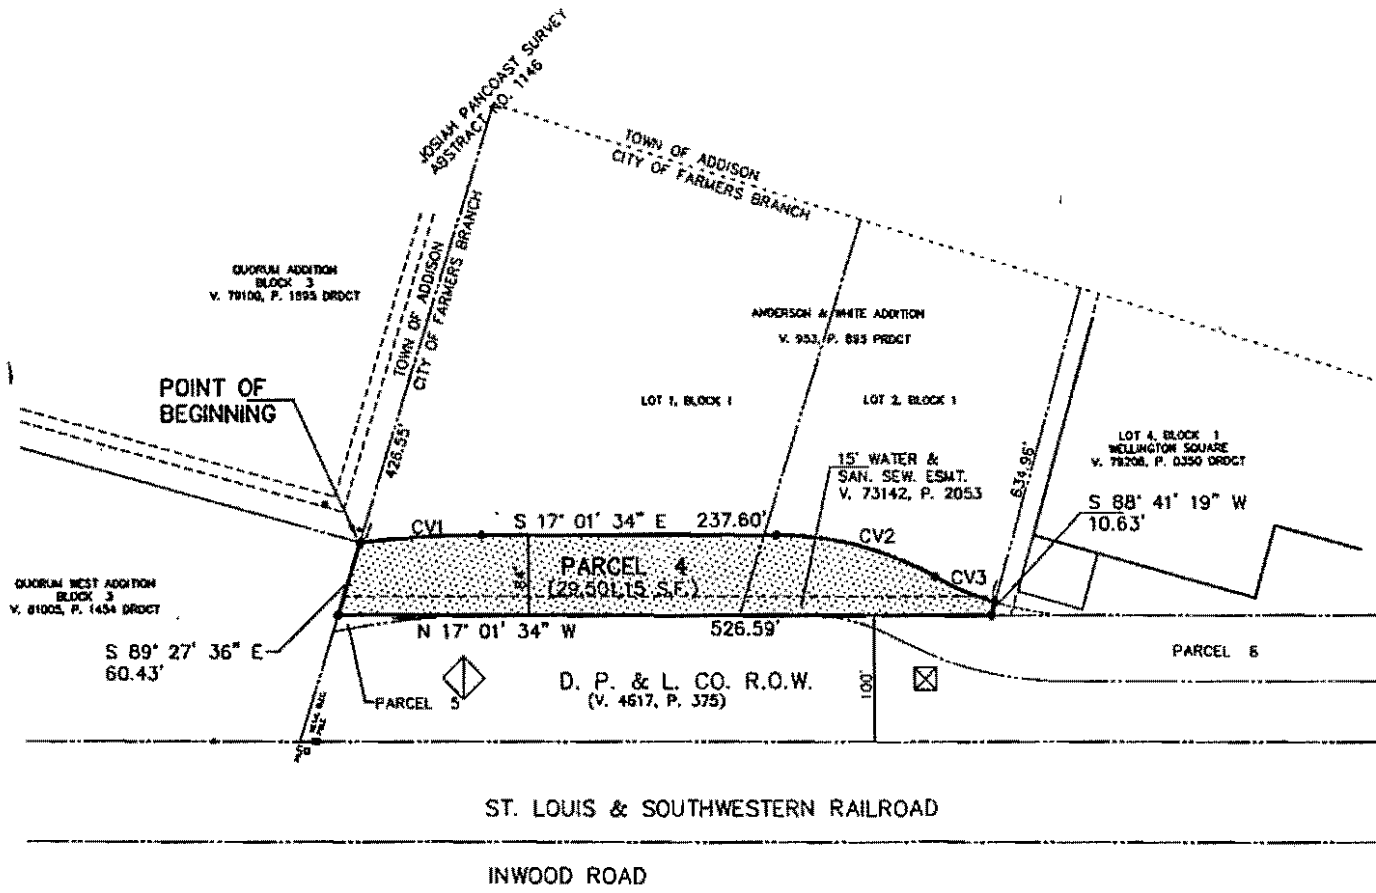 JOSIAH PANCOAST SURVEY
ABSTRACT NO. 1146
TOWN OF ADDISON
CITY OF FARMERS BRANCH
TOWN OF ADDISON
CITY OF FARMERS BRANCH
QUORUM ADDITION
BLOCK 3
V. 79100, P. 1895 DRDCT
ANDERSON & WHITE ADDITION
V. 953, P. 895 PRDCT
POINT OF
BEGINNING
426.55'
LOT 1, BLOCK 1
LOT 2, BLOCK 1
LOT 4, BLOCK 1
WELLINGTON SQUARE
V. 79208, P. 0350 DRDCT
15' WATER &
SAN. SEW. ESMT.
V. 73142, P. 2053
634.96'
S 88° 41' 19" W
10.63'
CV1
S 17° 01' 34" E 237.60'
CV2
CV3
PARCEL 4
(29,501.15 S.F.)
QUORUM WEST ADDITION
BLOCK 3
V. 81005, P. 1454 DRDCT
S 89° 27' 36" E
60.43'
N 17° 01' 34" W 526.59'
PARCEL 6
PARCEL 5
D. P. & L. CO. R.O.W.
(V. 4617, P. 375)
100'
ST. LOUIS & SOUTHWESTERN RAILROAD
INWOOD ROAD